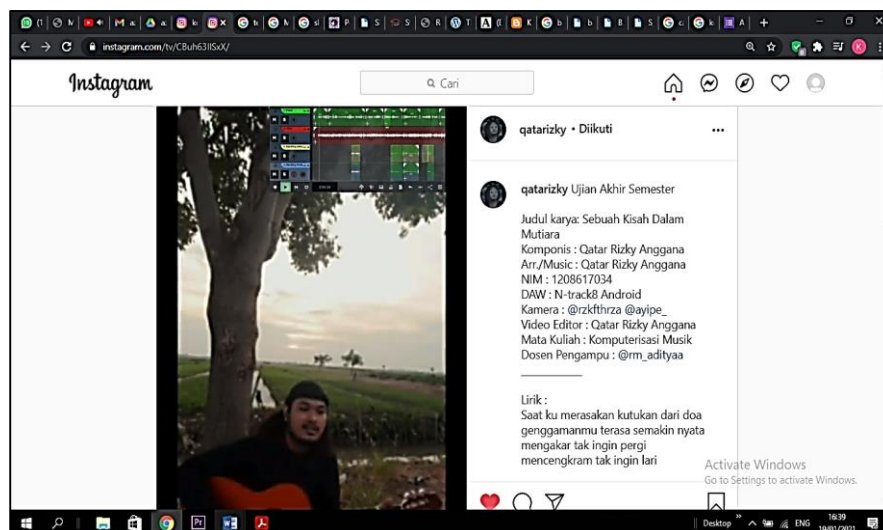 instagram.com/tv/CBuh63IISxX/
Instagram
Cari
qatarizky • Diikuti
qatarizky Ujian Akhir Semester
Judul karya: Sebuah Kisah Dalam
Mutiara
Komponis : Qatar Rizky Anggana
Arr./Music : Qatar Rizky Anggana
NIM : 1208617034
DAW : N-track8 Android
Kamera : @rzkfthrza @ayipe_
Video Editor : Qatar Rizky Anggana
Mata Kuliah : Komputerisasi Musik
Dosen Pengampu : @rm_adityaa
Lirik :
Saat ku merasakan kutukan dari doa
genggamanmu terasa semakin nyata
mengakar tak ingin pergi
mencengkram tak ingin lari
Activate Windows
Go to Settings to activate Windows.
Desktop
ENG
16:39
19/01/2021